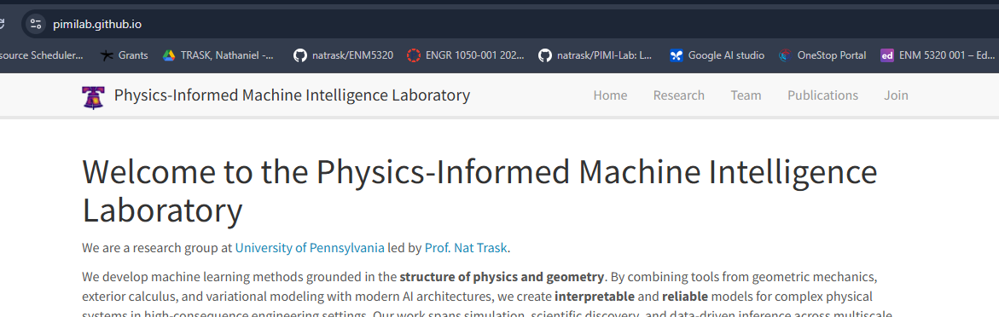 pimilab.github.io
source Scheduler... Grants TRASK, Nathaniel -... natrask/ENM5320 ENGR 1050-001 202... natrask/PIMI-Lab: L... Google AI studio OneStop Portal ed ENM 5320 001 – Ed...
Physics-Informed Machine Intelligence Laboratory Home Research Team Publications Join
Welcome to the Physics-Informed Machine Intelligence
Laboratory
We are a research group at University of Pennsylvania led by Prof. Nat Trask.
We develop machine learning methods grounded in the structure of physics and geometry. By combining tools from geometric mechanics,
exterior calculus, and variational modeling with modern AI architectures, we create interpretable and reliable models for complex physical
systems in high-consequence engineering settings. Our work spans simulation, scientific discovery, and data-driven inference across multiscale